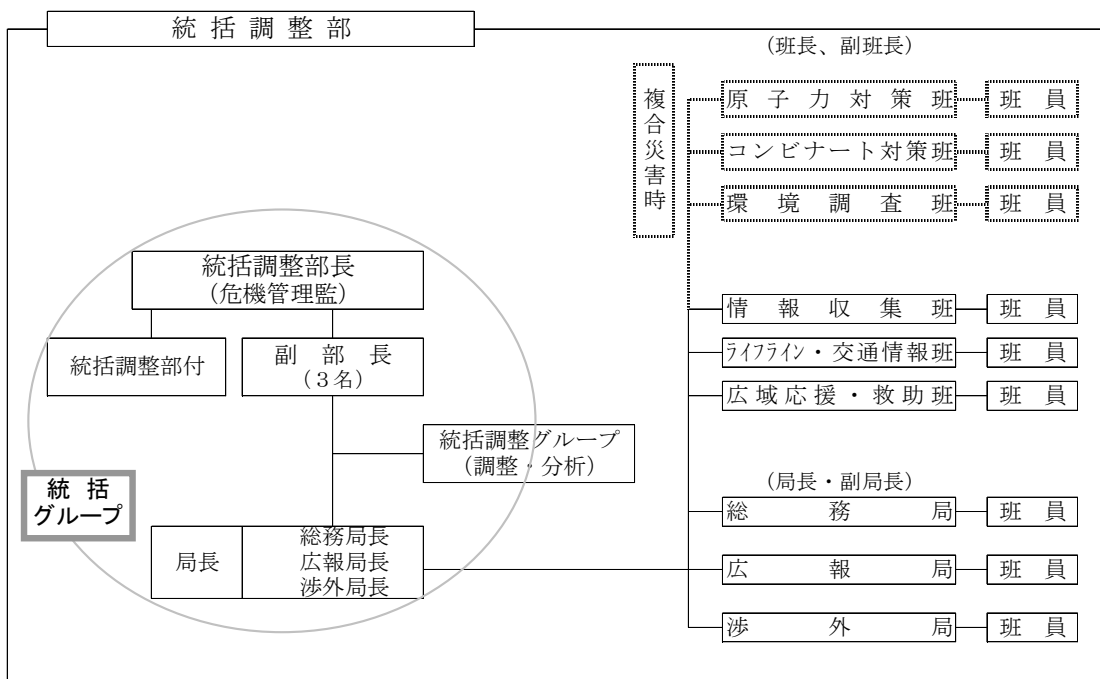 統括調整部
(班長、副班長)
複合災害時
原子力対策班
班員
コンビナート対策班
班員
環境調査班
班員
統括調整部長
(危機管理監)
統括調整部付
副部長
(3名)
統括調整グループ
(調整・分析)
統括
グループ
局長
総務局長
広報局長
渉外局長
情報収集班
班員
ﾗｲﾌﾗｲﾝ・交通情報班
班員
広域応援・救助班
班員
(局長・副局長)
総務局
班員
広報局
班員
渉外局
班員